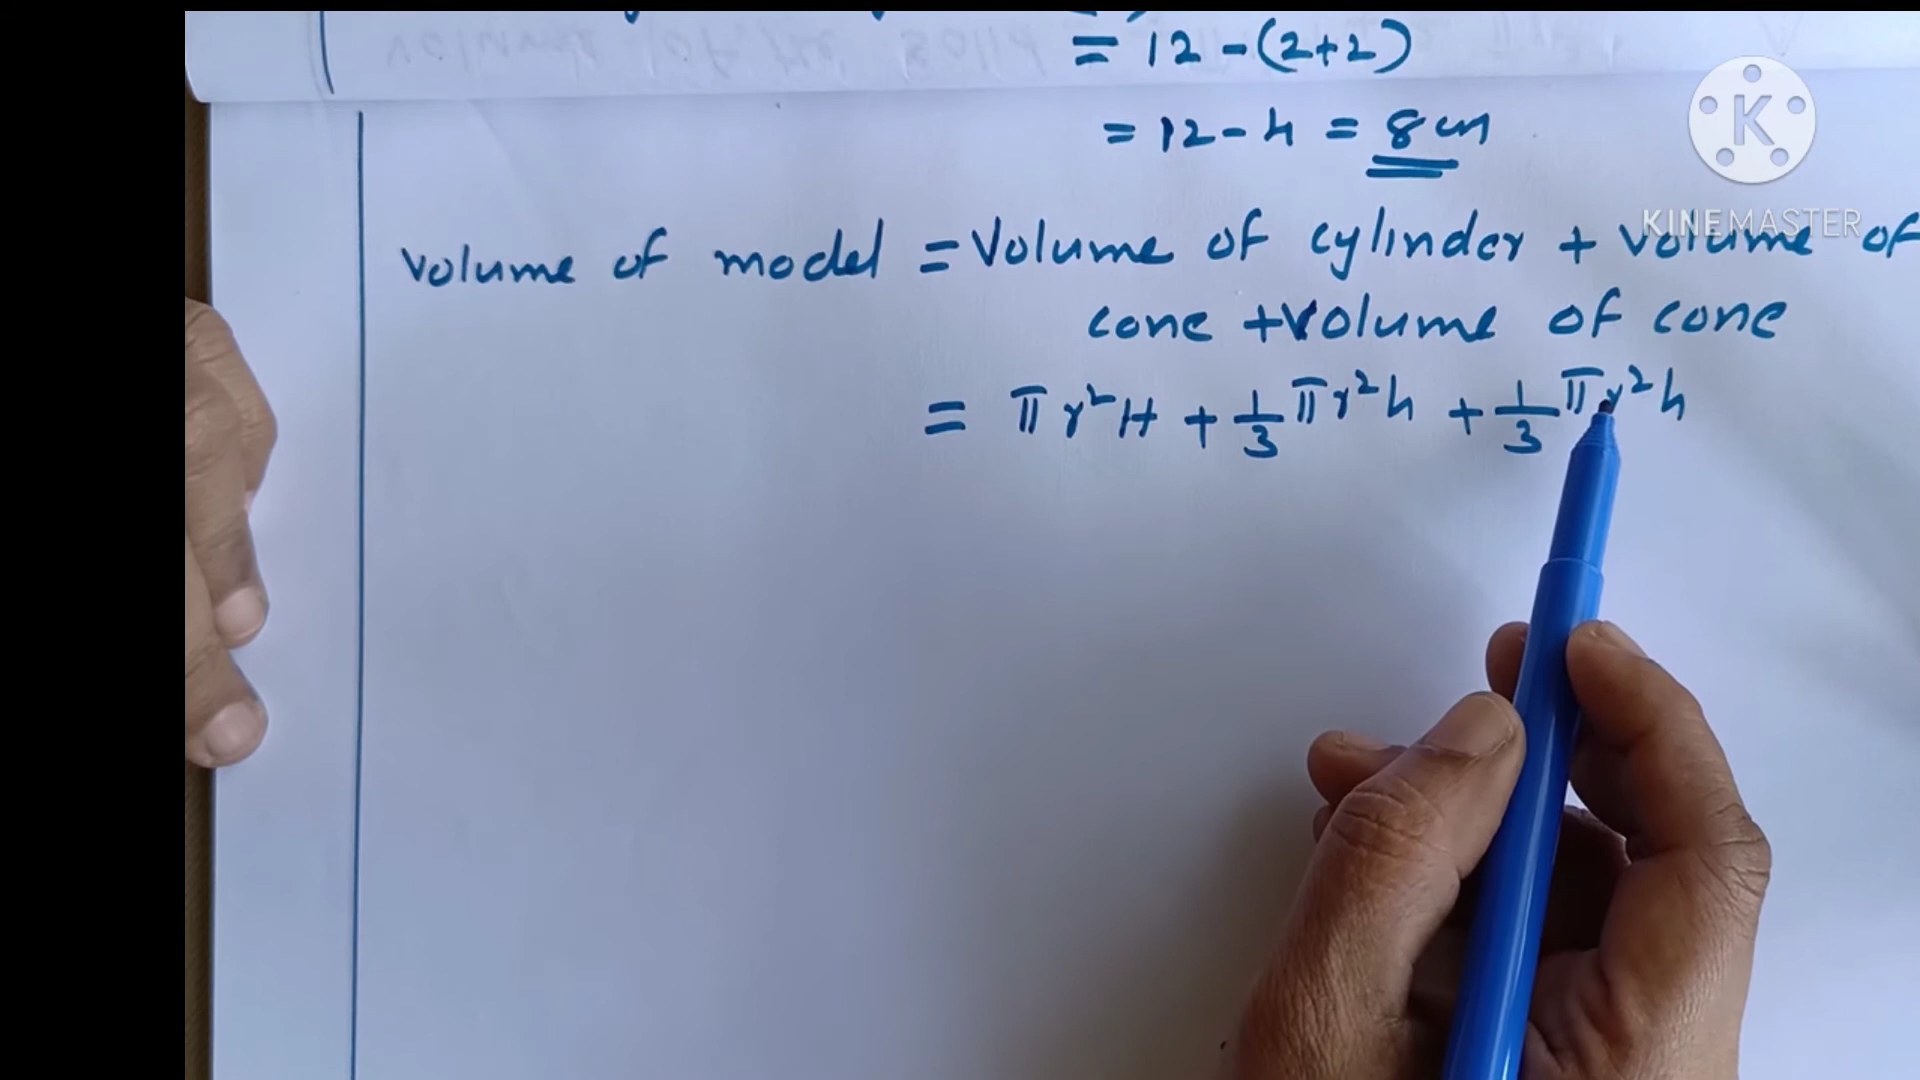 = 12 - (2+2)
= 12 - 4 = 8 cm
K
KINEMASTER
Volume of model = Volume of cylinder + Volume of
cone + Volume of cone
= πr²H + 1/3 πr²h + 1/3 πr²h